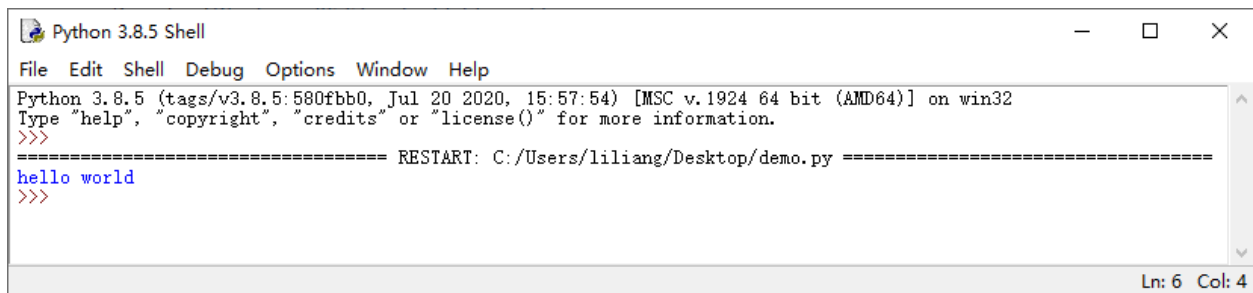 Python 3.8.5 Shell
File Edit Shell Debug Options Window Help
Python 3.8.5 (tags/v3.8.5:580fbb0, Jul 20 2020, 15:57:54) [MSC v.1924 64 bit (AMD64)] on win32
Type "help", "copyright", "credits" or "license()" for more information.
>>>
=================================== RESTART: C:/Users/liliang/Desktop/demo.py ===================================
hello world
>>>
Ln: 6 Col: 4